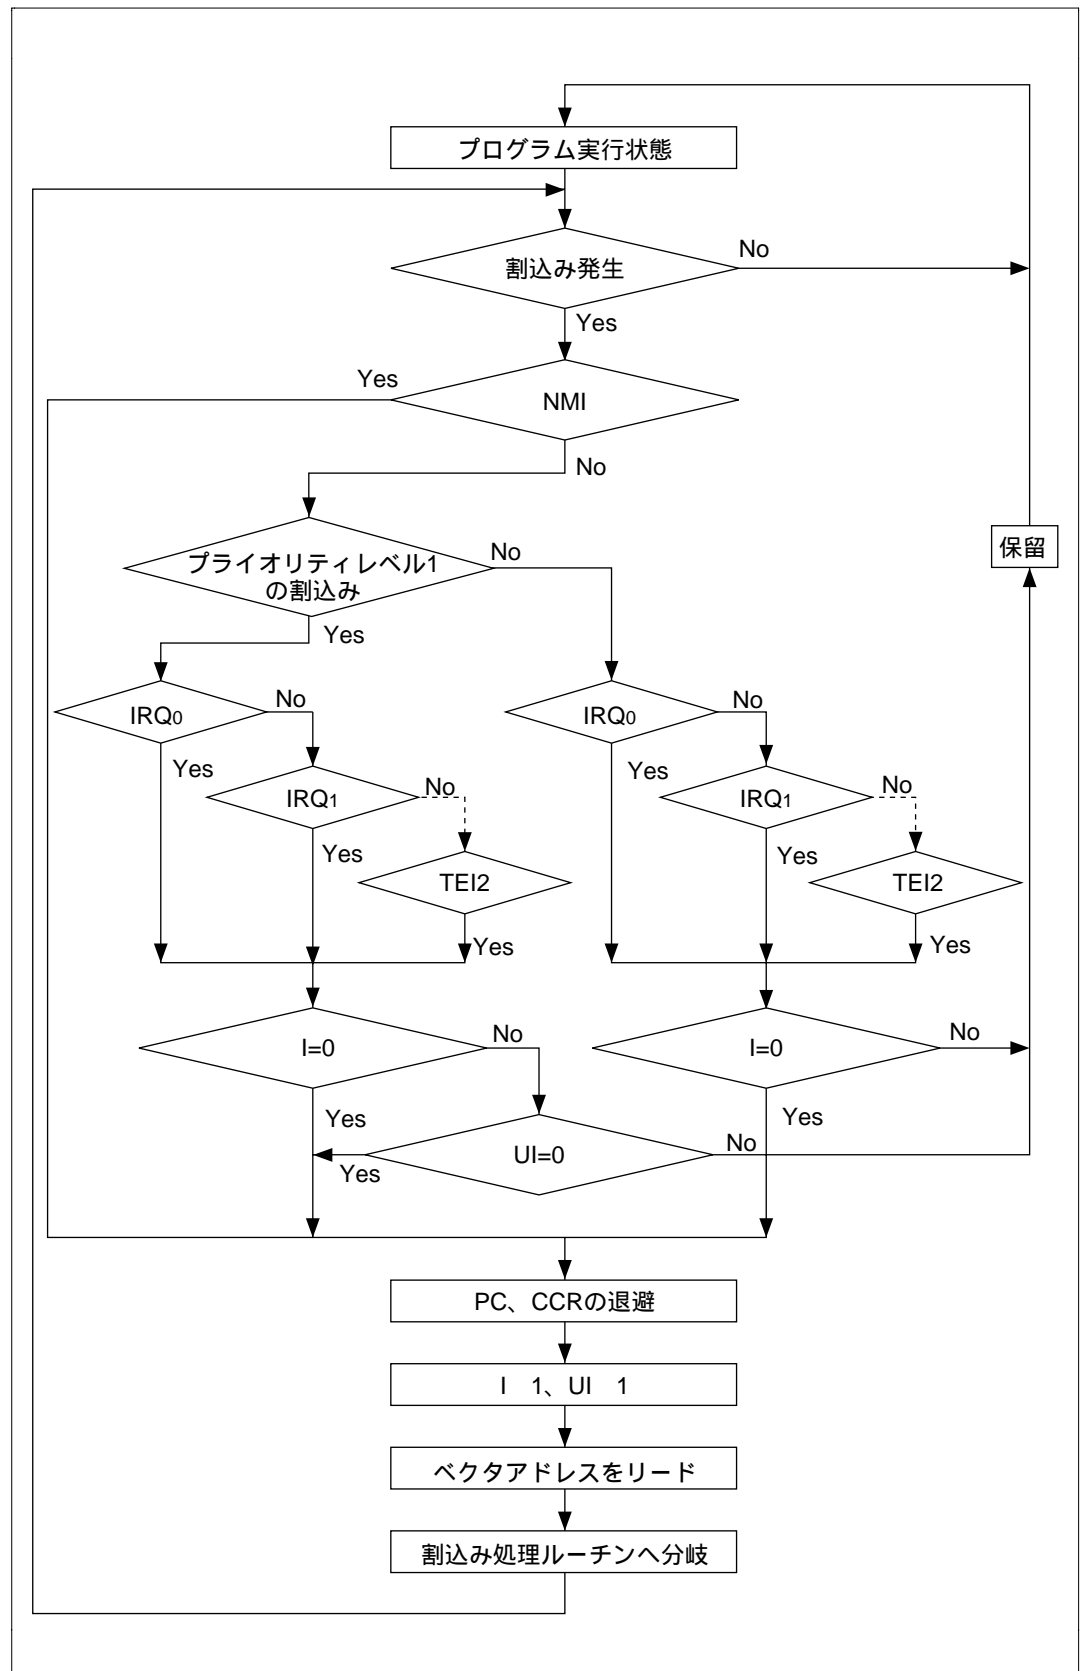 プログラム実行状態
割込み発生
No
Yes
Yes
NMI
No
プライオリティレベル1
の割込み
No
保留
Yes
IRQ0
No
IRQ0
No
Yes
IRQ1
No
Yes
IRQ1
No
Yes
TEI2
Yes
TEI2
Yes
Yes
I=0
No
I=0
No
Yes
Yes
UI=0
No
Yes
PC、CCRの退避
I 1、UI 1
ベクタアドレスをリード
割込み処理ルーチンへ分岐